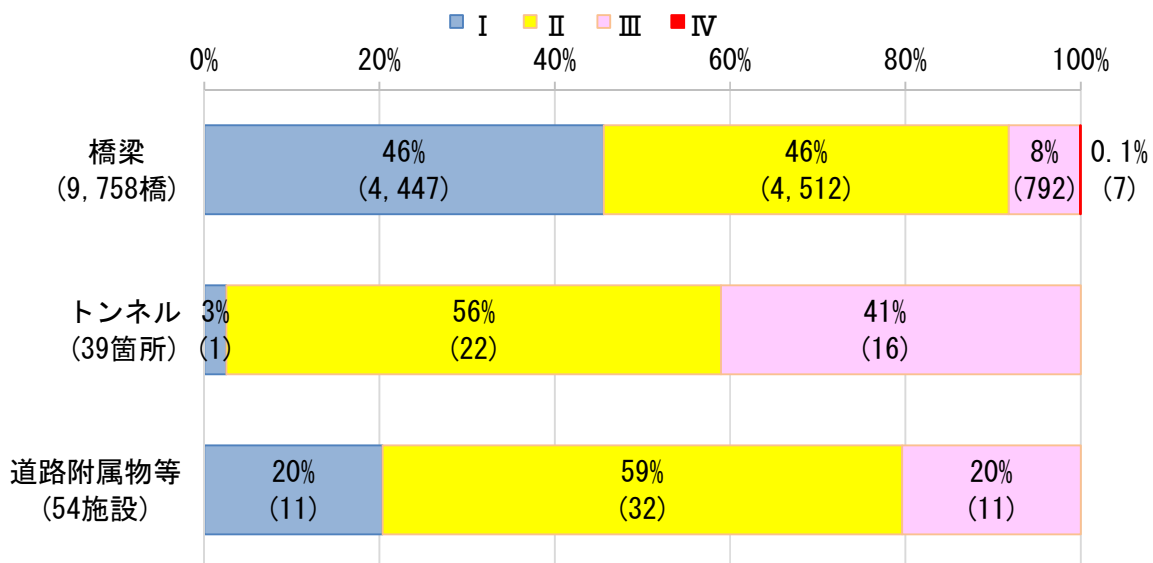 Ⅰ Ⅱ Ⅲ Ⅳ
0% 20% 40% 60% 80% 100%
橋梁
(9,758橋)
46%
(4,447)
46%
(4,512)
8%
(792)
0.1%
(7)
トンネル
(39箇所)
3%
(1)
56%
(22)
41%
(16)
道路附属物等
(54施設)
20%
(11)
59%
(32)
20%
(11)